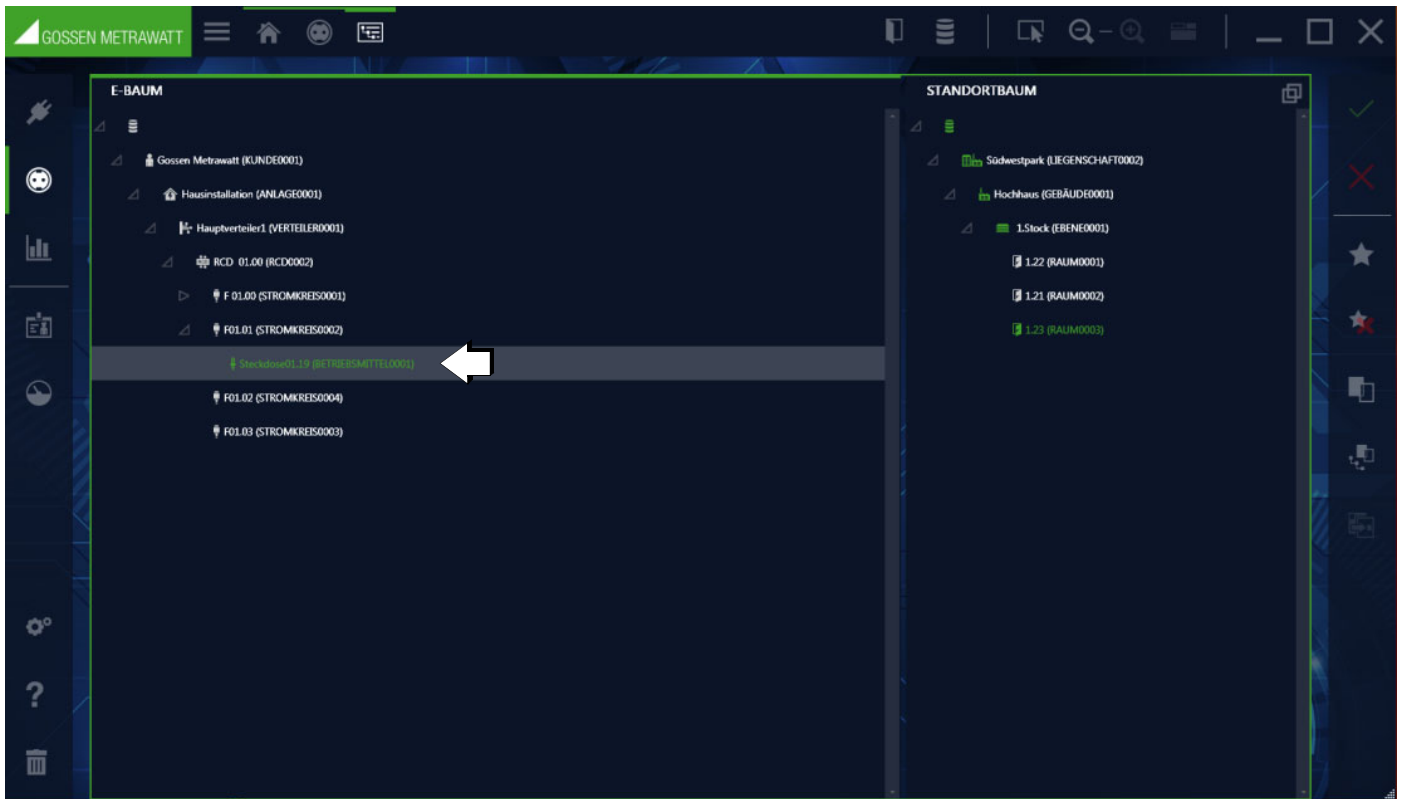 GOSSEN METRAWATT
E-BAUM
Gossen Metrawatt (KUNDE0001)
Hausinstallation (ANLAGE0001)
Hauptverteiler1 (VERTEILER0001)
RCD 01.00 (RCD0002)
F 01.00 (STROMKREIS0001)
F01.01 (STROMKREIS0002)
Steckdose01.19 (BETRIEBSMITTEL0001)
F01.02 (STROMKREIS0004)
F01.03 (STROMKREIS0003)
STANDORTBAUM
Südwestpark (LIEGENSCHAFT0002)
Hochhaus (GEBÄUDE0001)
1.Stock (EBENE0001)
1.22 (RAUM0001)
1.21 (RAUM0002)
1.23 (RAUM0003)